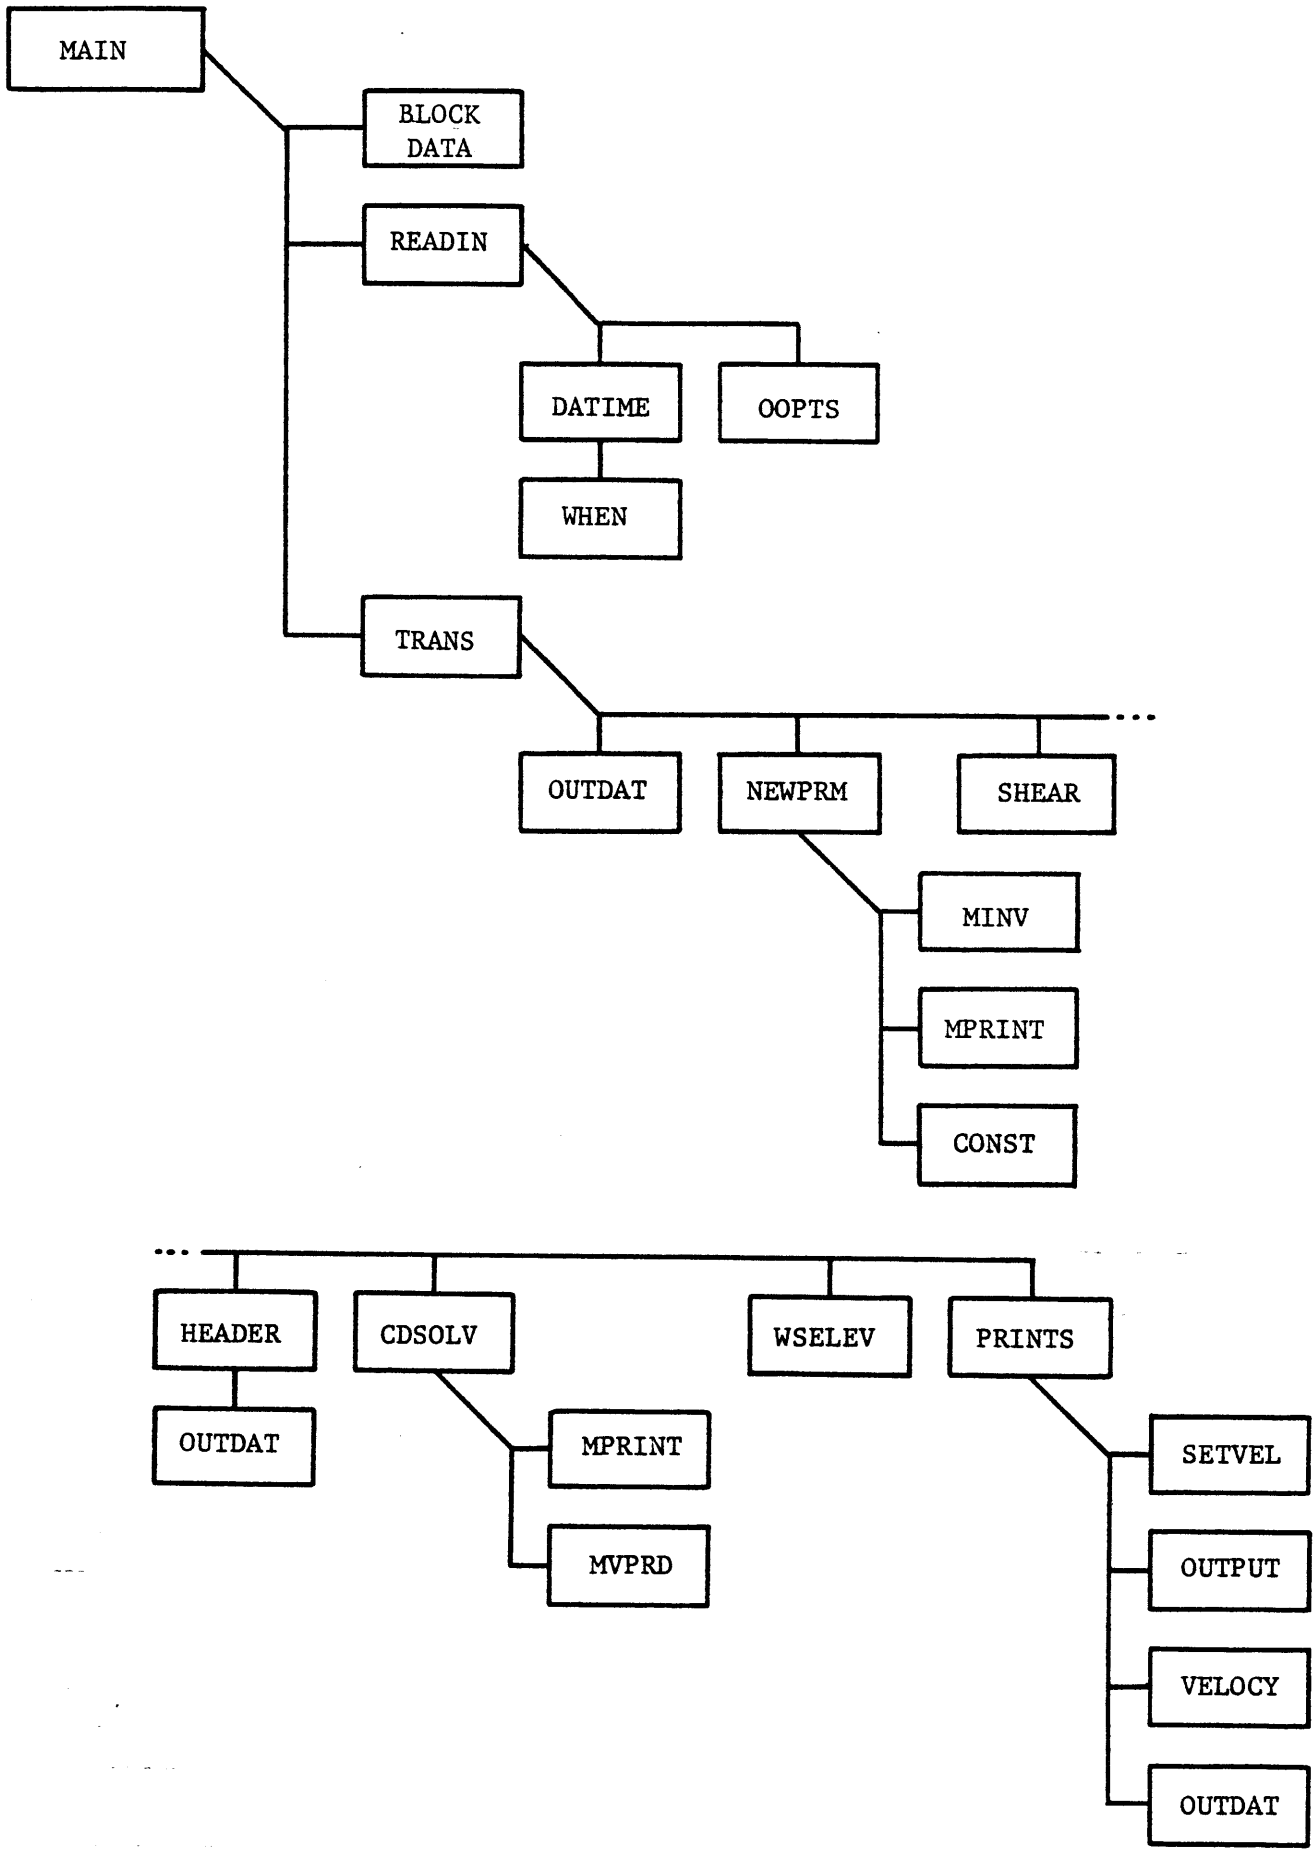 MAIN
BLOCK
DATA
READIN
DATIME
OOPTS
WHEN
TRANS
OUTDAT
NEWPRM
SHEAR
MINV
MPRINT
CONST
HEADER
CDSOLV
WSELEV
PRINTS
OUTDAT
MPRINT
MVPRD
SETVEL
OUTPUT
VELOCY
OUTDAT